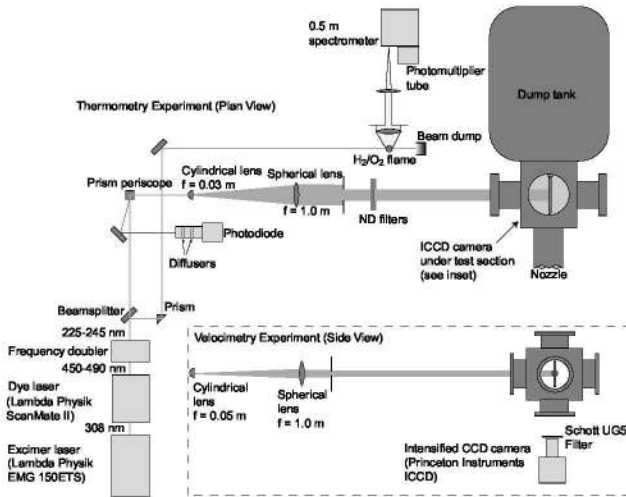 0.5 m
spectrometer
Photomultiplier
tube
Dump tank
Thermometry Experiment (Plan View)
Beam dump
H2/O2 flame
Cylindrical lens
f = 0.03 m
Spherical lens
f = 1.0 m
Prism periscope
ND filters
Photodiode
Diffusers
ICCD camera
under test section
(see inset)
Nozzle
Beamsplitter
Prism
225-245 nm
Frequency doubler
450-490 nm
Dye laser
(Lambda Physik
ScanMate II)
308 nm
Excimer laser
(Lambda Physik
EMG 150ETS)
Velocimetry Experiment (Side View)
Cylindrical
lens
f = 0.05 m
Spherical
lens
f = 1.0 m
Schott UG5
Filter
Intensified CCD camera
(Princeton Instruments
ICCD)